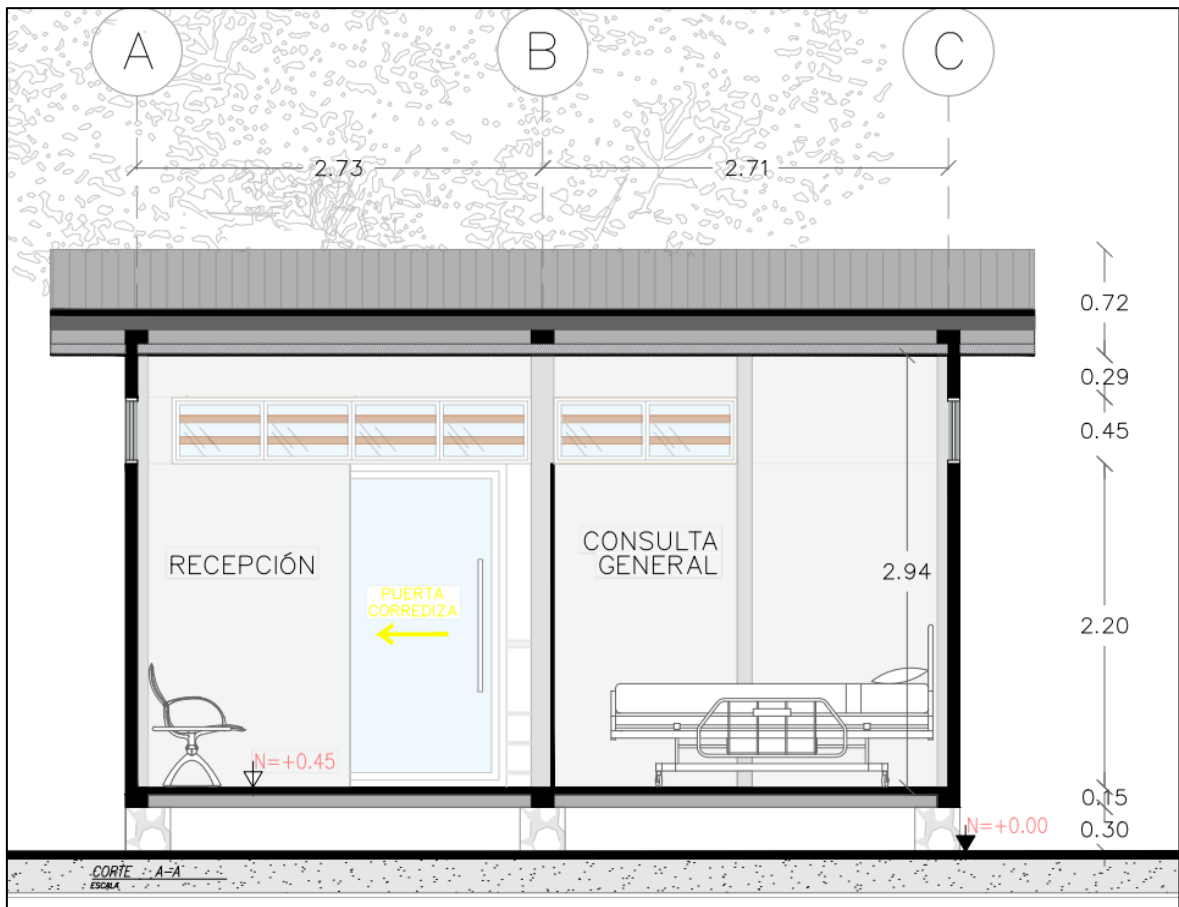 A B C
2.73 2.71
0.72
0.29
0.45
RECEPCIÓN
CONSULTA
GENERAL
2.94
PUERTA
CORREDIZA
2.20
N=+0.45
0.15
N=+0.00
0.30
CORTE A-A
ESCALA